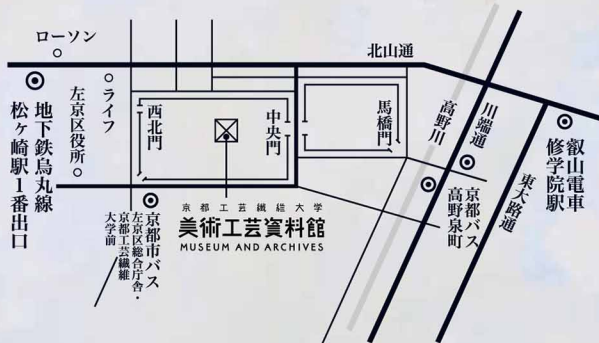 ローソン
北山通
地下鉄烏丸線
松ヶ崎駅1番出口
ライフ
左京区役所
西北門
中央門
馬橋門
高野川
川端通
叡山電車
修学院駅
東大路通
京都バス
高野泉町
京都市バス
左京区総合庁舎・
京都工芸繊維
大学前
京都工芸繊維大学
美術工芸資料館
MUSEUM AND ARCHIVES